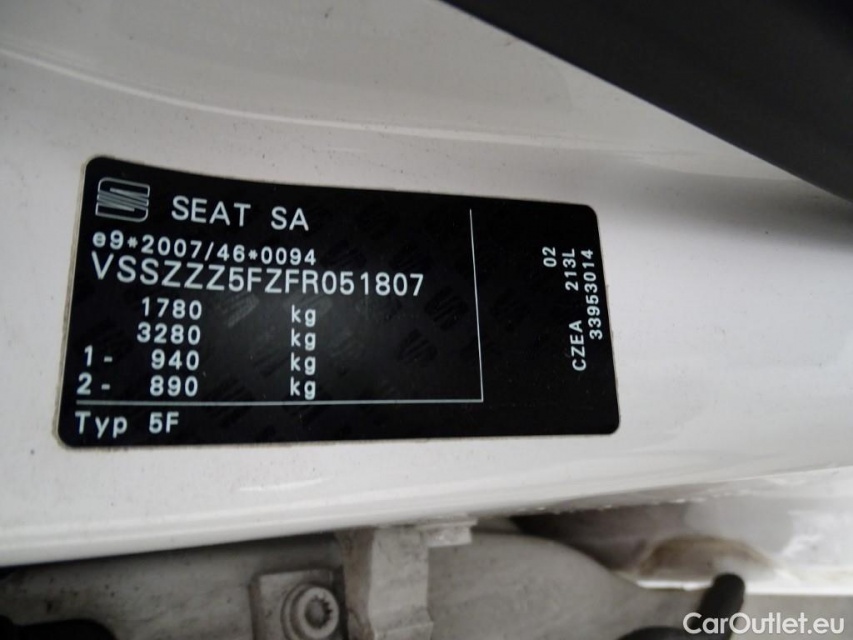 SEAT SA
e9*2007/46*0094
VSSZZZ5FZFR051807
1780 kg
3280 kg
1- 940 kg
2- 890 kg
Typ 5F
02
CZEA 213L
33953014
CarOutlet.eu